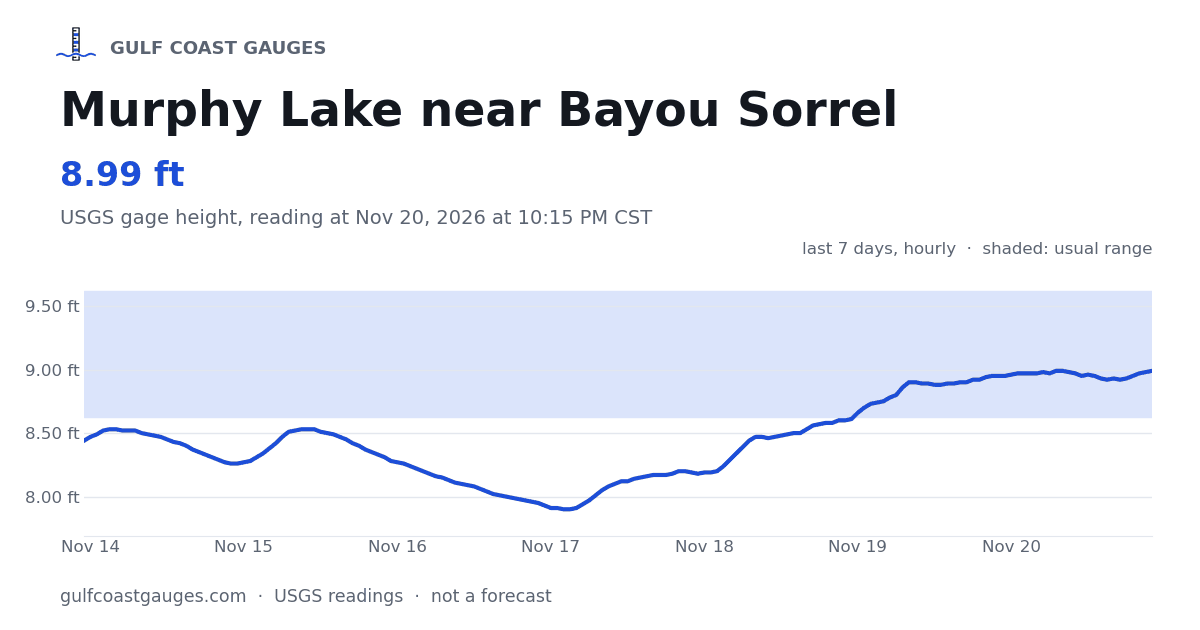 GULF COAST GAUGES
Murphy Lake near Bayou Sorrel
8.99 ft
USGS gage height, reading at Nov 20, 2026 at 10:15 PM CST
last 7 days, hourly · shaded: usual range
9.50 ft
9.00 ft
8.50 ft
8.00 ft
Nov 14 Nov 15 Nov 16 Nov 17 Nov 18 Nov 19 Nov 20
gulfcoastgauges.com · USGS readings · not a forecast